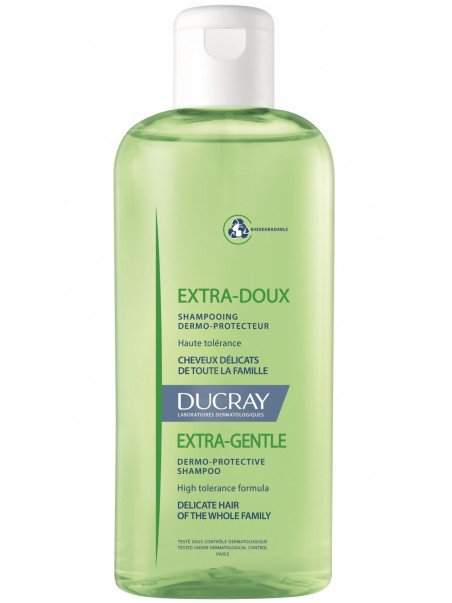 BIODEGRADABLE
EXTRA-DOUX
SHAMPOOING
DERMO-PROTECTEUR
Haute tolérance
CHEVEUX DÉLICATS
DE TOUTE LA FAMILLE
DUCRAY
LABORATOIRES DERMATOLOGIQUES
EXTRA-GENTLE
DERMO-PROTECTIVE
SHAMPOO
High tolerance formula
DELICATE HAIR
OF THE WHOLE FAMILY
TESTÉ SOUS CONTRÔLE DERMATOLOGIQUE
TESTED UNDER DERMATOLOGICAL CONTROL
PARIS